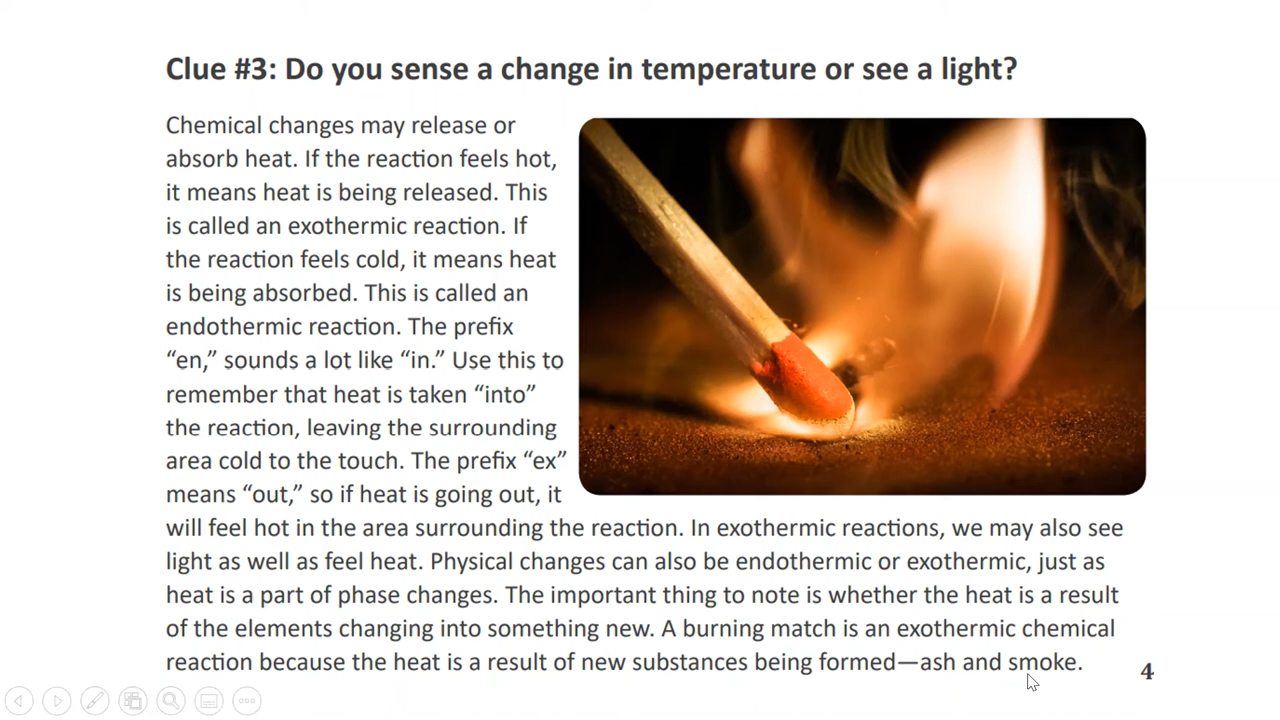 Clue #3: Do you sense a change in temperature or see a light?
Chemical changes may release or
absorb heat. If the reaction feels hot,
it means heat is being released. This
is called an exothermic reaction. If
the reaction feels cold, it means heat
is being absorbed. This is called an
endothermic reaction. The prefix
“en,” sounds a lot like “in.” Use this to
remember that heat is taken “into”
the reaction, leaving the surrounding
area cold to the touch. The prefix “ex”
means “out,” so if heat is going out, it
will feel hot in the area surrounding the reaction. In exothermic reactions, we may also see
light as well as feel heat. Physical changes can also be endothermic or exothermic, just as
heat is a part of phase changes. The important thing to note is whether the heat is a result
of the elements changing into something new. A burning match is an exothermic chemical
reaction because the heat is a result of new substances being formed—ash and smoke.
4